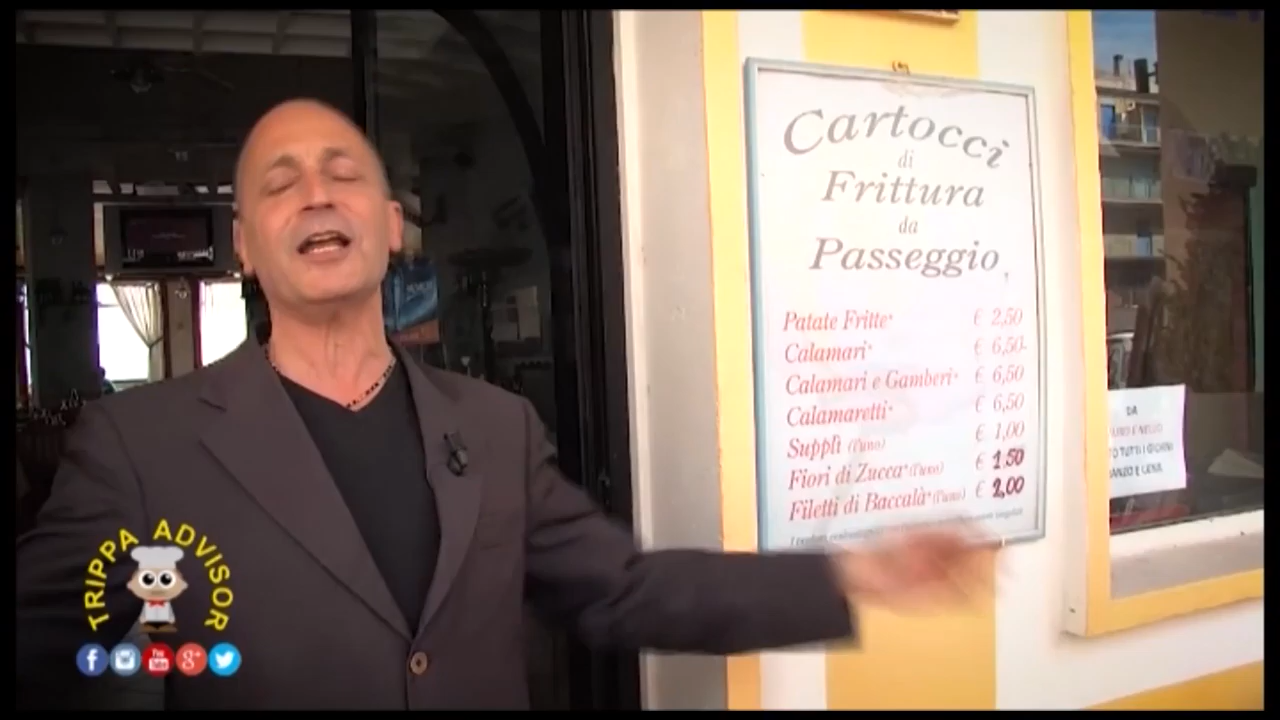 Cartocci
di
Frittura
da
Passeggio
Patate Fritte* € 2,50
Calamari* € 6,50
Calamari e Gamberi* € 6,50
Calamaretti* € 6,50
Supplì (l'uno) € 1,00
Fiori di Zucca* (l'uno) € 1.50
Filetti di Baccalà* (l'uno) € 2,00
DA
TUTTI I GIORNI
TRIPPA ADVISOR
f
You Tube
g+